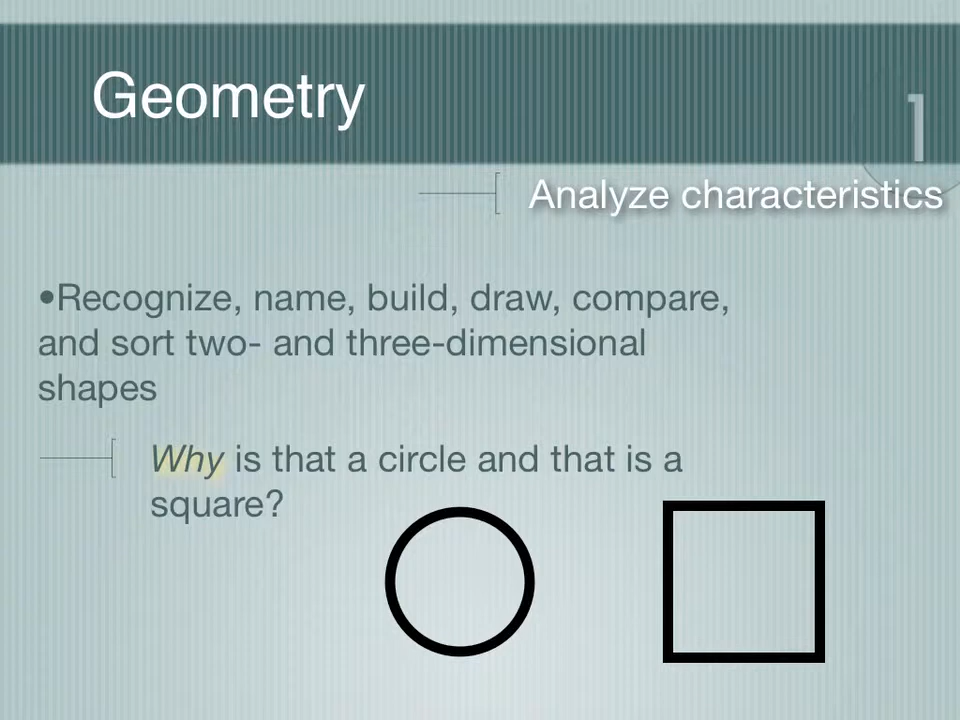 Geometry
1
Analyze characteristics
•Recognize, name, build, draw, compare,
and sort two- and three-dimensional
shapes
Why is that a circle and that is a
square?